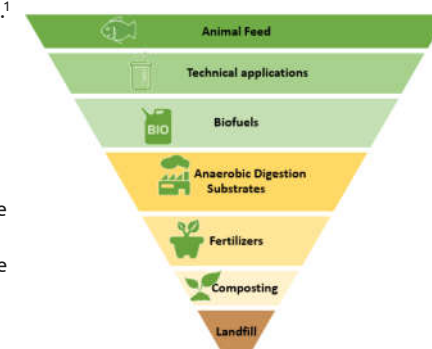 .1
Animal Feed
Technical applications
BIO
Biofuels
Anaerobic Digestion
Substrates
e
Fertilizers
e
Composting
Landfill